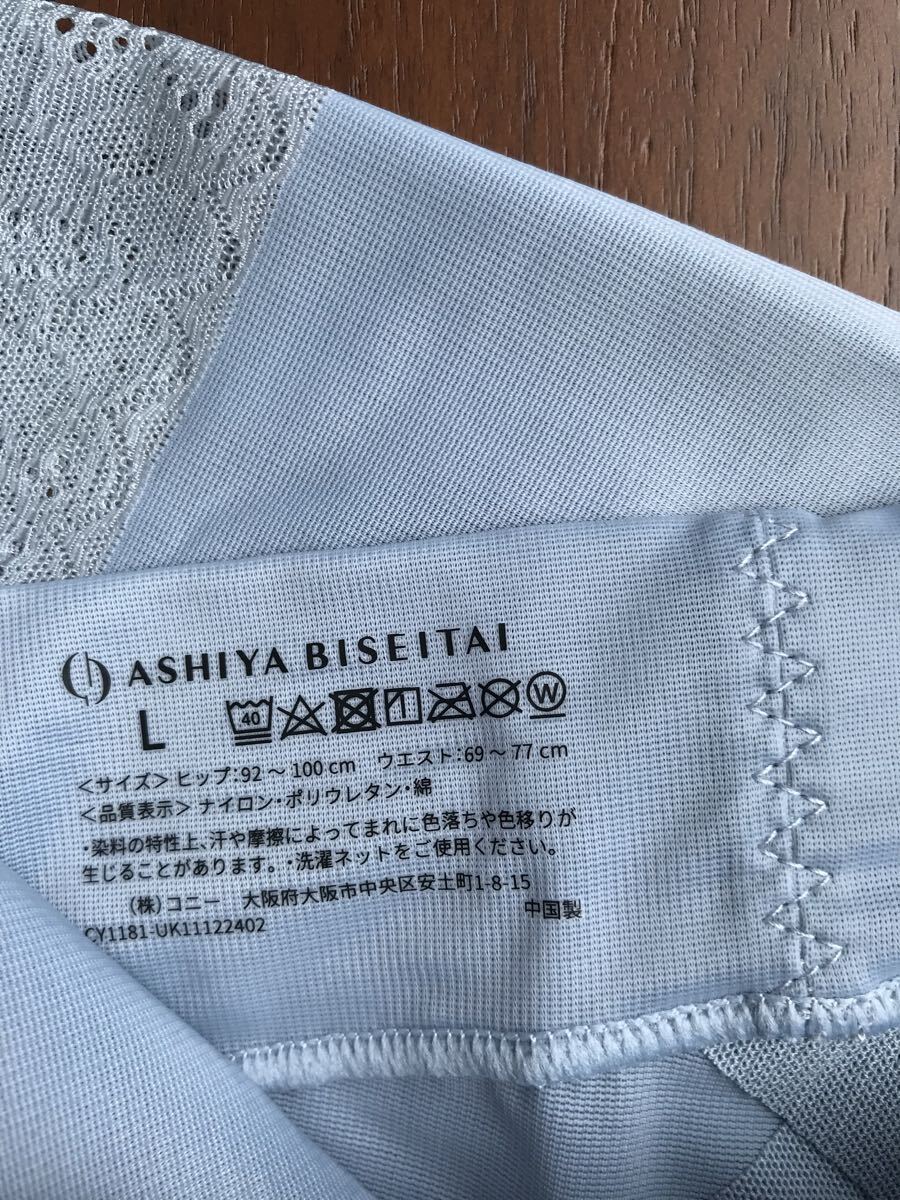 ASHIYA BISEITAI
L 40 W
<サイズ> ヒップ:92～100cm ウエスト:69～77cm
<品質表示> ナイロン・ポリウレタン・綿
・染料の特性上、汗や摩擦によってまれに色落ちや色移りが
生じることがあります。・洗濯ネットをご使用ください。
(株)コニー 大阪府大阪市中央区安土町1-8-15
中国製
CY1181-UK11122402